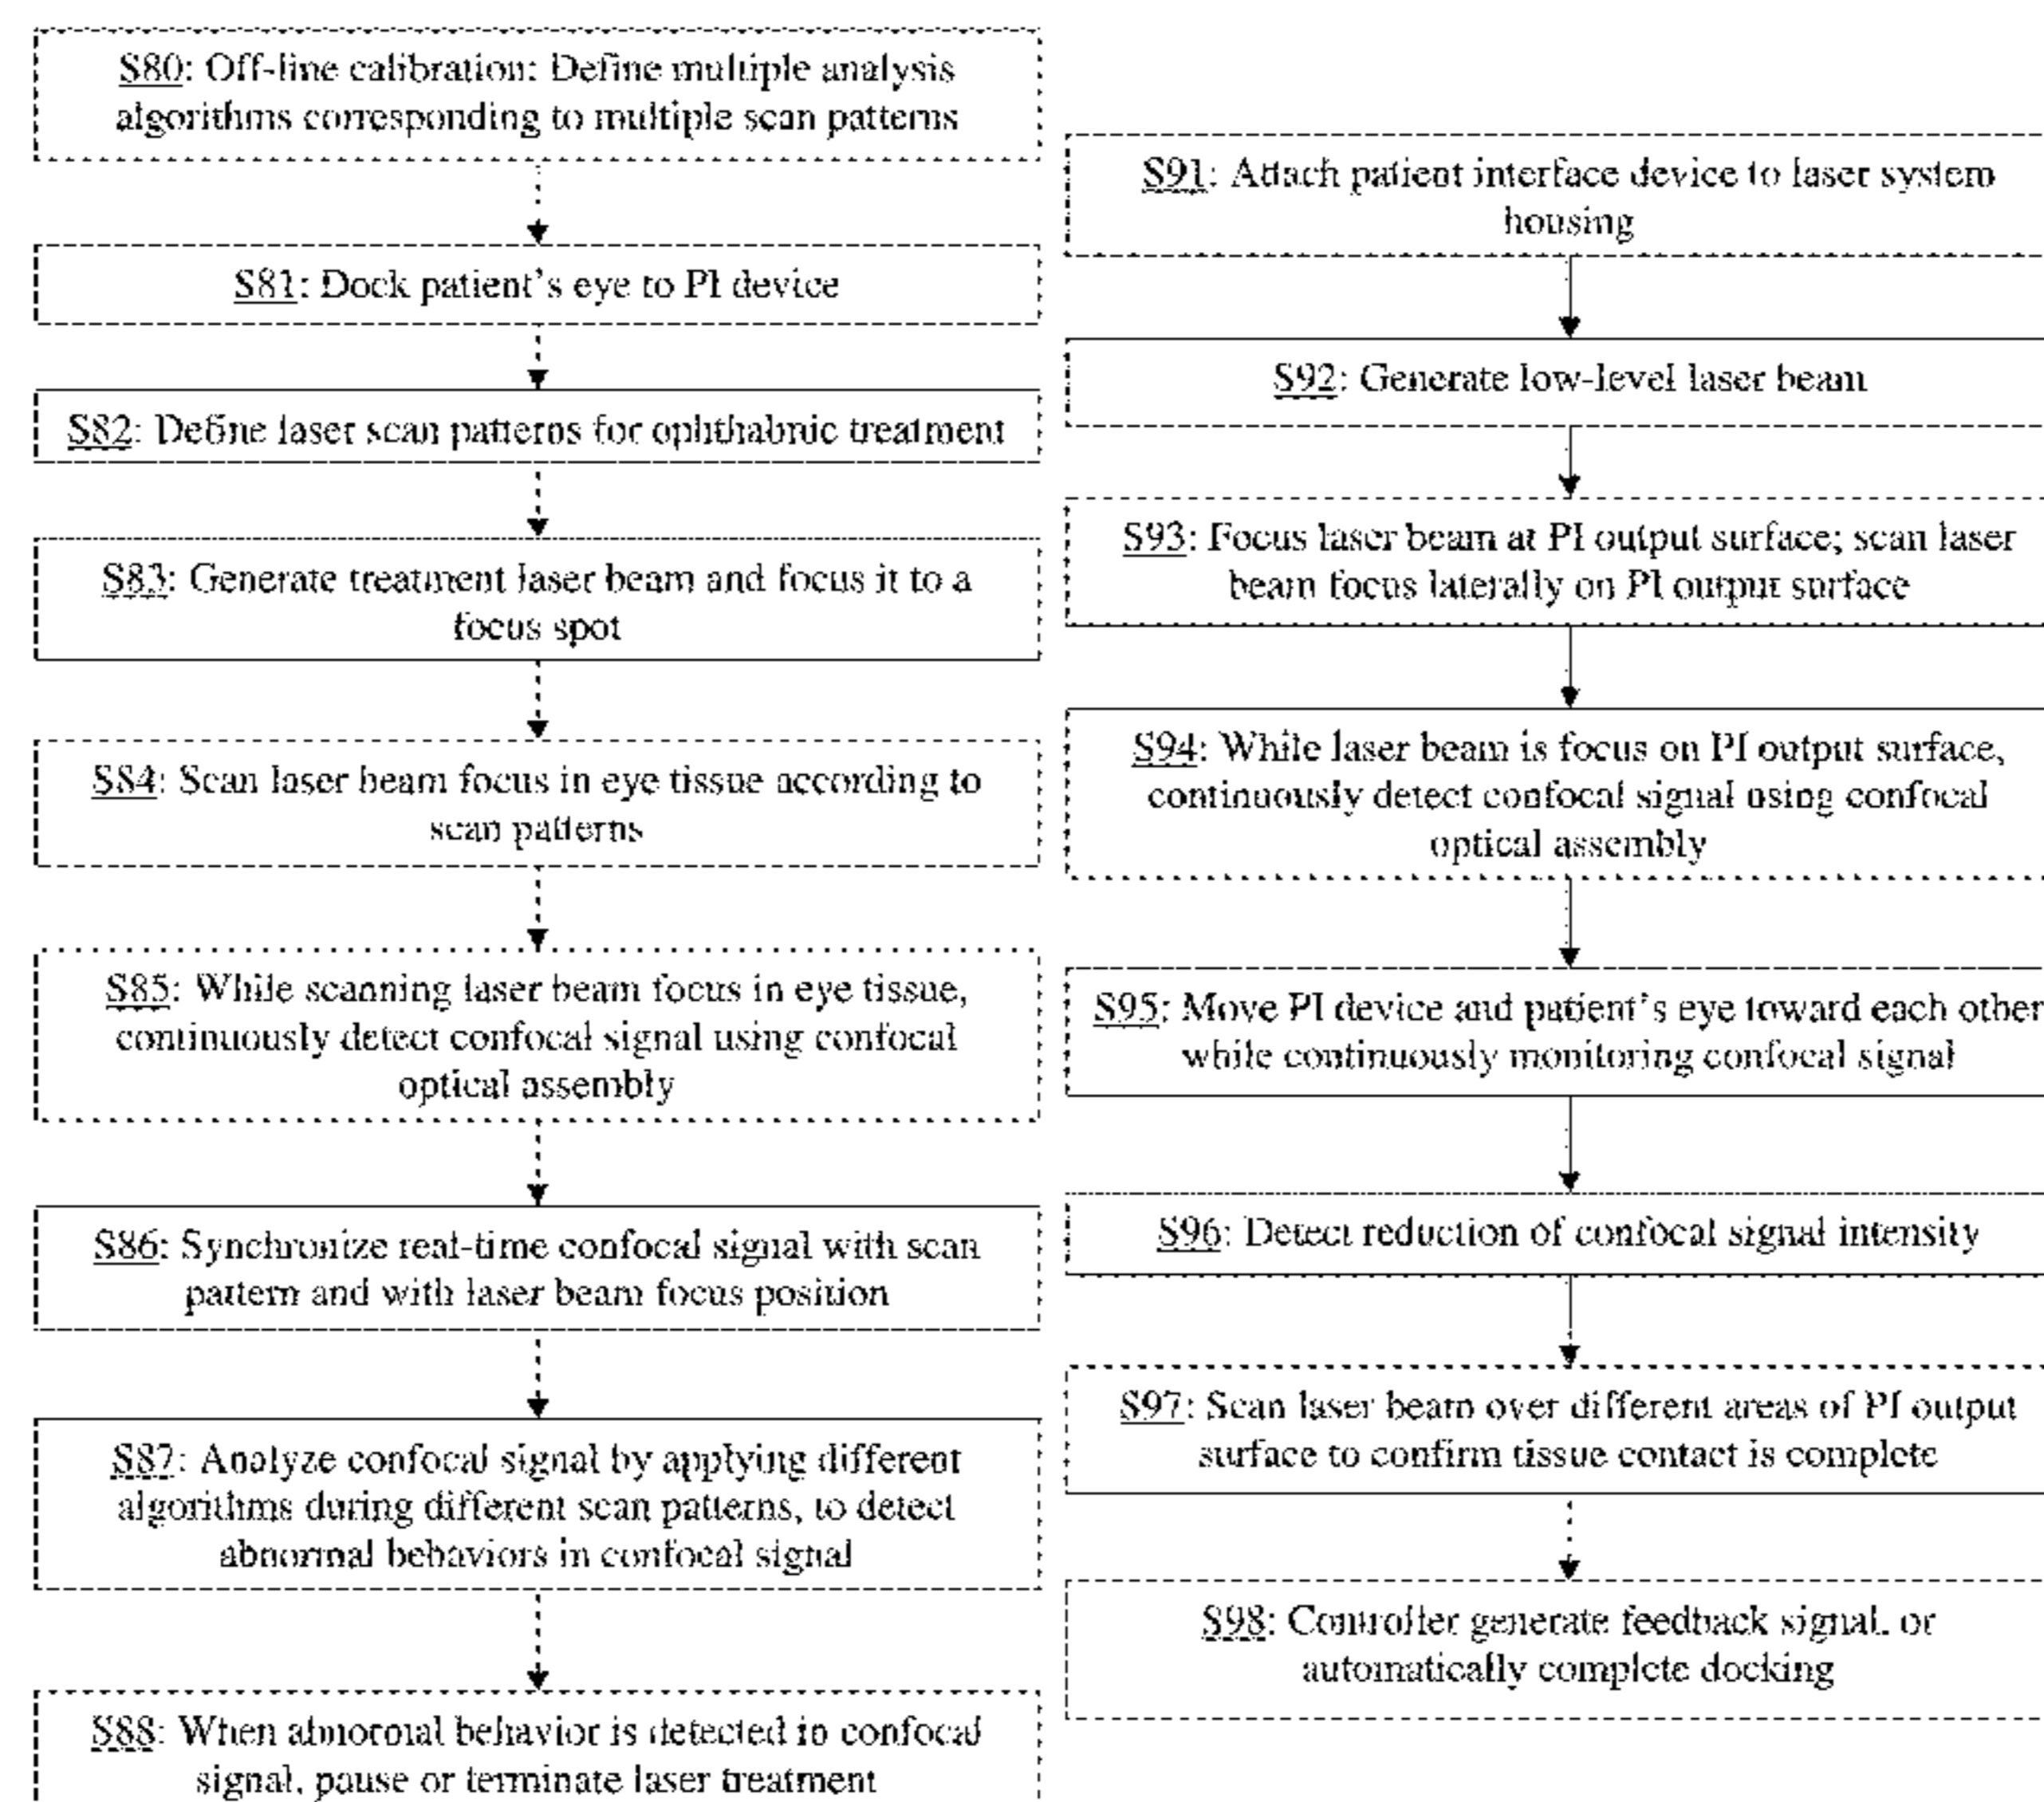 S80: Off-line calibration: Define multiple analysis
algorithms corresponding to multiple scan patterns
S81: Dock patient's eye to PI device
S82: Define laser scan patterns for ophthalmic treatment
S83: Generate treatment laser beam and focus it to a
focus spot
S84: Scan laser beam focus in eye tissue according to
scan patterns
S85: While scanning laser beam focus in eye tissue,
continuously detect confocal signal using confocal
optical assembly
S86: Synchronize real-time confocal signal with scan
pattern and with laser beam focus position
S87: Analyze confocal signal by applying different
algorithms during different scan patterns, to detect
abnormal behaviors in confocal signal
S88: When abnormal behavior is detected in confocal
signal, pause or terminate laser treatment
S91: Attach patient interface device to laser system
housing
S92: Generate low-level laser beam
S93: Focus laser beam at PI output surface; scan laser
beam focus laterally on PI output surface
S94: While laser beam is focus on PI output surface,
continuously detect confocal signal using confocal
optical assembly
S95: Move PI device and patient's eye toward each other
while continuously monitoring confocal signal
S96: Detect reduction of confocal signal intensity
S97: Scan laser beam over different areas of PI output
surface to confirm tissue contact is complete
S98: Controller generate feedback signal, or
automatically complete docking